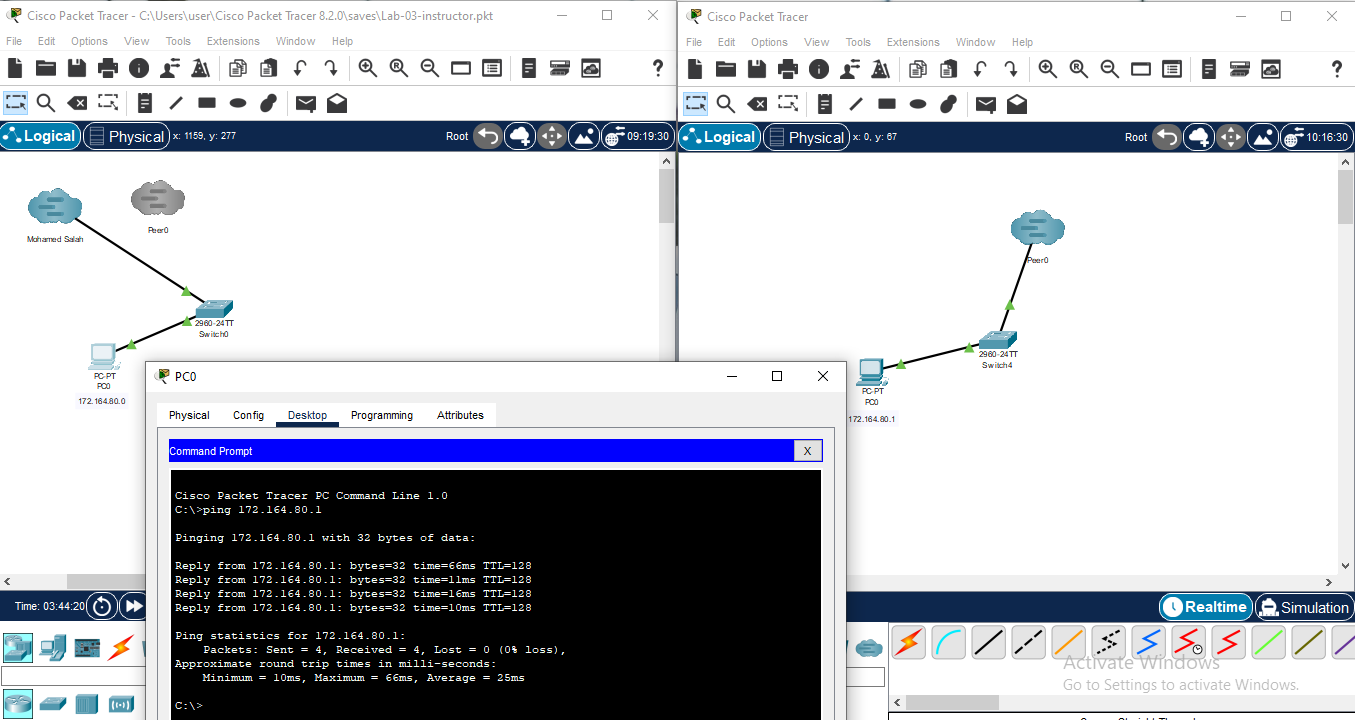 Cisco Packet Tracer - C:\Users\user\Cisco Packet Tracer 8.2.0\saves\Lab-03-instructor.pkt
File Edit Options View Tools Extensions Window Help
Logical Physical x: 1159, y: 277 Root 09:19:30
Mohamed Salah
Peer0
2960-24TT
Switch0
PC-PT
PC0
172.164.80.0
Time: 03:44:20
Cisco Packet Tracer
File Edit Options View Tools Extensions Window Help
Logical Physical x: 0, y: 67 Root 10:16:30
Peer0
2960-24TT
Switch4
PC-PT
PC0
172.164.80.1
Realtime Simulation
Activate Windows
Go to Settings to activate Windows.
PC0
Physical Config Desktop Programming Attributes
Command Prompt X
Cisco Packet Tracer PC Command Line 1.0
C:\>ping 172.164.80.1
Pinging 172.164.80.1 with 32 bytes of data:
Reply from 172.164.80.1: bytes=32 time=66ms TTL=128
Reply from 172.164.80.1: bytes=32 time=11ms TTL=128
Reply from 172.164.80.1: bytes=32 time=16ms TTL=128
Reply from 172.164.80.1: bytes=32 time=10ms TTL=128
Ping statistics for 172.164.80.1:
Packets: Sent = 4, Received = 4, Lost = 0 (0% loss),
Approximate round trip times in milli-seconds:
Minimum = 10ms, Maximum = 66ms, Average = 25ms
C:\>